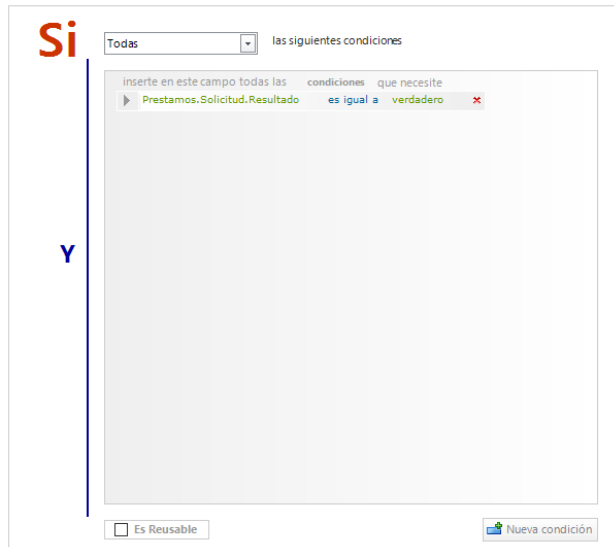 Si
Todas las siguientes condiciones
inserte en este campo todas las condiciones que necesite
Prestamos.Solicitud.Resultado es igual a verdadero
Y
Es Reusable Nueva condición